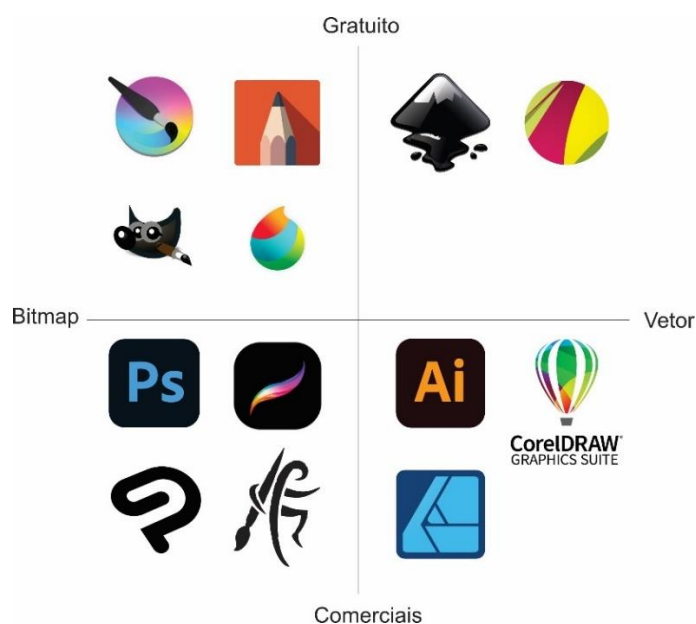 Gratuito
Bitmap
Vetor
Ps
Ai
CorelDRAW
GRAPHICS SUITE
Comerciais